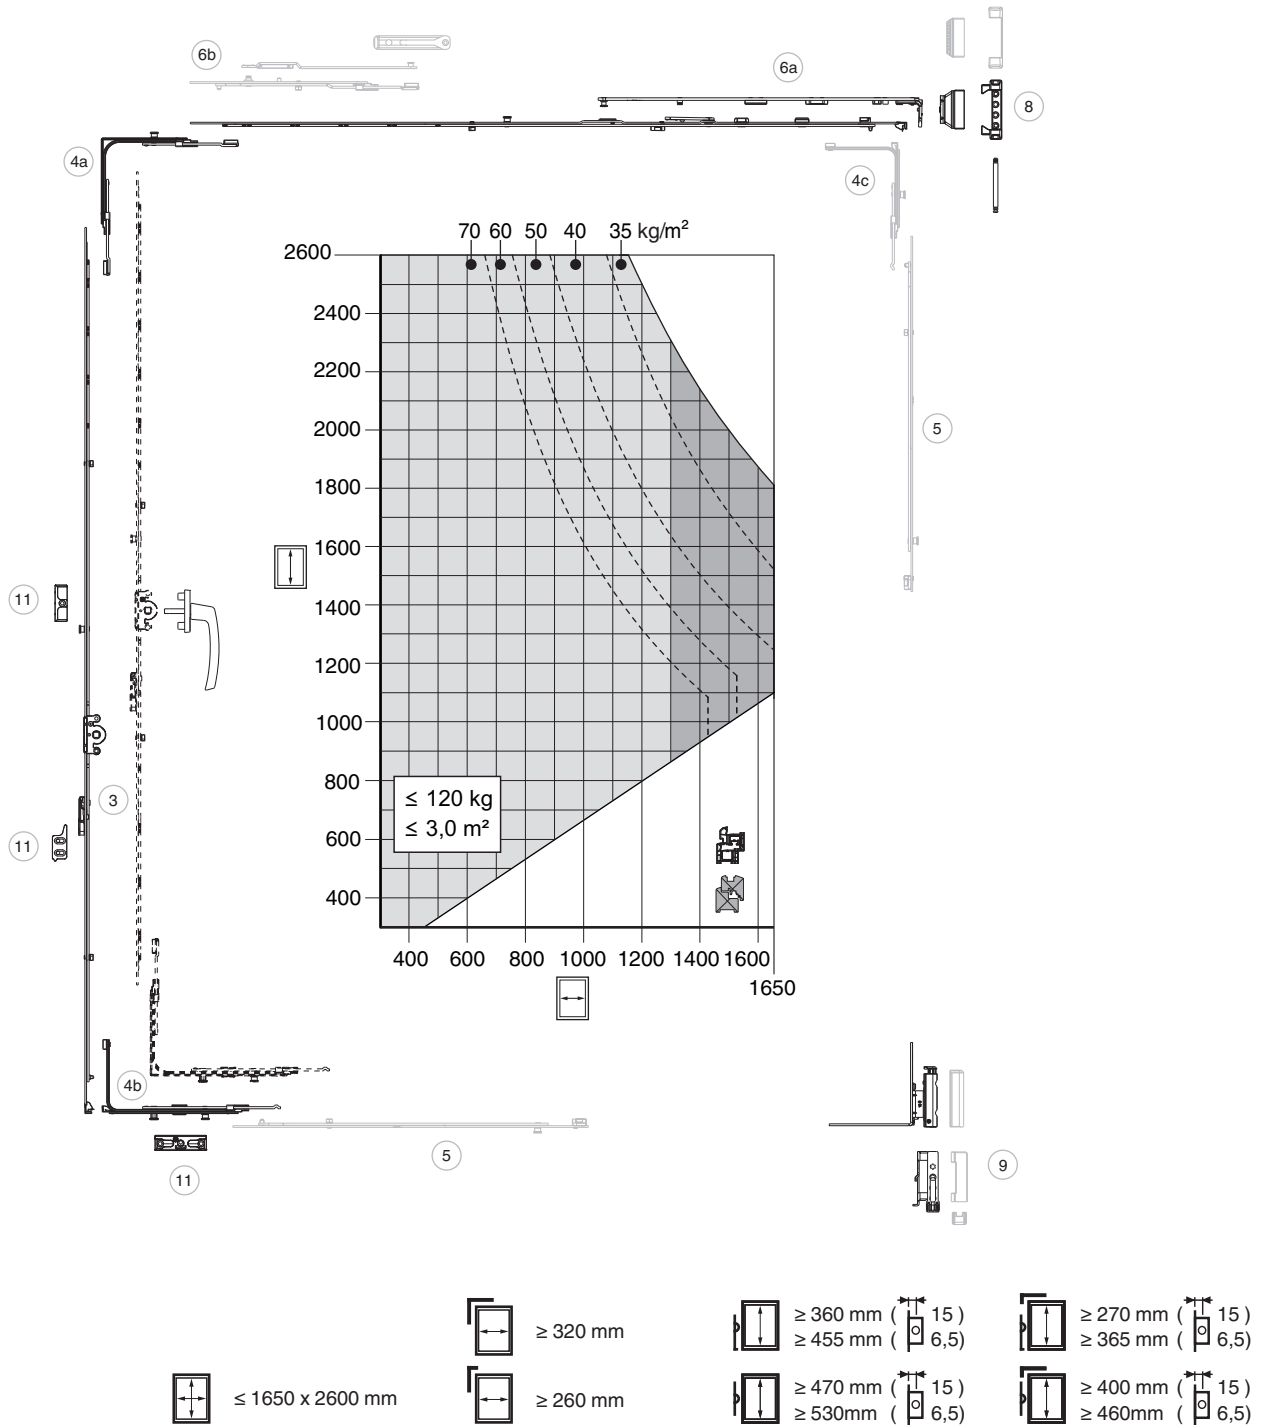 6b
6a
8
4a
4c
70 60 50 40 35 kg/m²
2600
2400
2200
2000
5
1800
1600
11
1400
1200
1000
3
800
≤ 120 kg
≤ 3,0 m²
11
600
400
400 600 800 1000 1200 1400 1600
1650
4b
11
5
9
≥ 320 mm
≥ 360 mm ( 15 )
≥ 455 mm ( 6,5)
≥ 270 mm ( 15 )
≥ 365 mm ( 6,5)
≤ 1650 x 2600 mm
≥ 260 mm
≥ 470 mm ( 15 )
≥ 530mm ( 6,5)
≥ 400 mm ( 15 )
≥ 460mm ( 6,5)